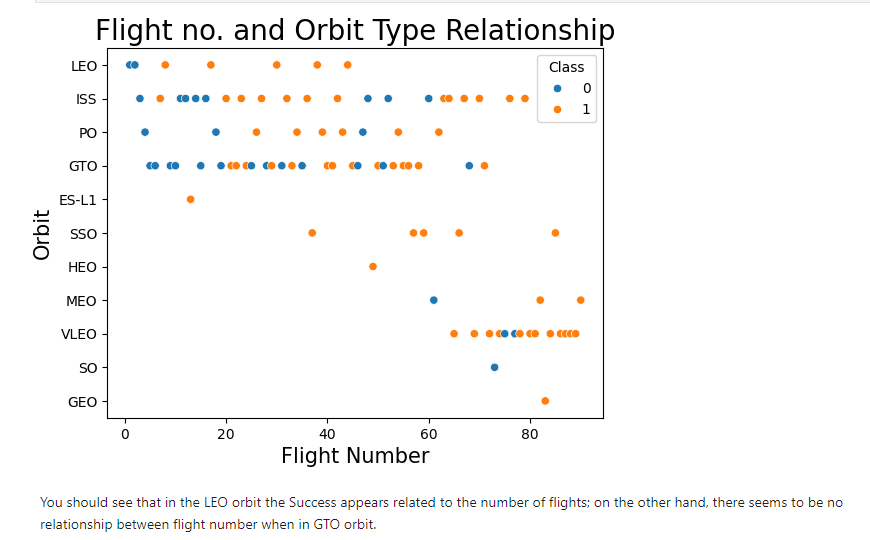 Flight no. and Orbit Type Relationship
Class
0
1
LEO
ISS
PO
GTO
ES-L1
SSO
HEO
MEO
VLEO
SO
GEO
Orbit
0 20 40 60 80
Flight Number
You should see that in the LEO orbit the Success appears related to the number of flights; on the other hand, there seems to be no
relationship between flight number when in GTO orbit.